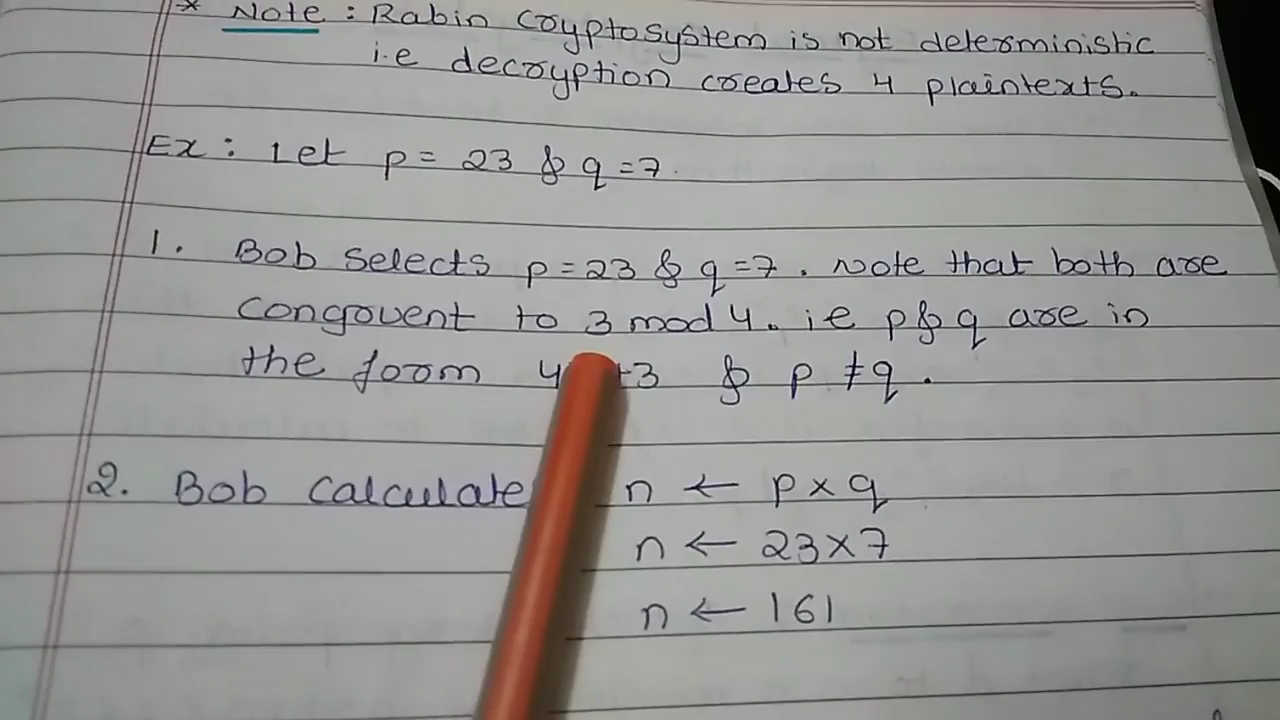 * Note : Rabin Cryptosystem is not deterministic
i.e decryption creates 4 plaintexts.
Ex : Let p = 23 & q = 7.
1. Bob selects p = 23 & q = 7 . Note that both are
congruent to 3 mod 4. ie p & q are in
the form 4 +3 & p ≠ q .
2. Bob calculate n ← p x q
n ← 23 x 7
n ← 161